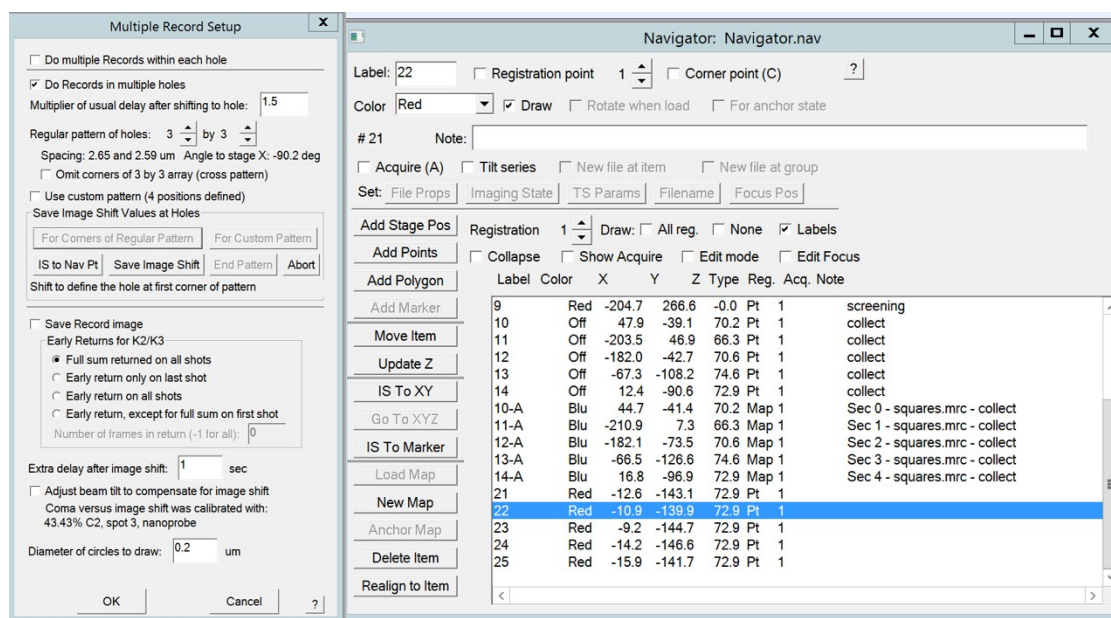 Multiple Record Setup
X
Do multiple Records within each hole
Do Records in multiple holes
Multiplier of usual delay after shifting to hole: 1.5
Regular pattern of holes: 3 by 3
Spacing: 2.65 and 2.59 um Angle to stage X: -90.2 deg
Omit corners of 3 by 3 array (cross pattern)
Use custom pattern (4 positions defined)
Save Image Shift Values at Holes
For Corners of Regular Pattern For Custom Pattern
IS to Nav Pt Save Image Shift End Pattern Abort
Shift to define the hole at first corner of pattern
Save Record image
Early Returns for K2/K3
Full sum returned on all shots
Early return only on last shot
Early return on all shots
Early return, except for full sum on first shot
Number of frames in return (-1 for all): 0
Extra delay after image shift: 1 sec
Adjust beam tilt to compensate for image shift
Coma versus image shift was calibrated with:
43.43% C2, spot 3, nanoprobe
Diameter of circles to draw: 0.2 um
OK Cancel ?
Navigator: Navigator.nav
X
Label: 22 Registration point 1 Corner point (C) ?
Color Red Draw Rotate when load For anchor state
# 21 Note:
Acquire (A) Tilt series New file at item New file at group
Set: File Props Imaging State TS Params Filename Focus Pos
Add Stage Pos Registration 1 Draw: All reg. None Labels
Add Points Collapse Show Acquire Edit mode Edit Focus
Add Polygon
Add Marker
Move Item
Update Z
IS To XY
Go To XYZ
IS To Marker
Load Map
New Map
Anchor Map
Delete Item
Realign to Item
Label Color X Y Z Type Reg. Acq. Note
9 Red -204.7 266.6 -0.0 Pt 1 screening
10 Off 47.9 -39.1 70.2 Pt 1 collect
11 Off -203.5 46.9 66.3 Pt 1 collect
12 Off -182.0 -42.7 70.6 Pt 1 collect
13 Off -67.3 -108.2 74.6 Pt 1 collect
14 Off 12.4 -90.6 72.9 Pt 1 collect
10-A Blu 44.7 -41.4 70.2 Map 1 Sec 0 - squares.mrc - collect
11-A Blu -210.9 7.3 66.3 Map 1 Sec 1 - squares.mrc - collect
12-A Blu -182.1 -73.5 70.6 Map 1 Sec 2 - squares.mrc - collect
13-A Blu -66.5 -126.6 74.6 Map 1 Sec 3 - squares.mrc - collect
14-A Blu 16.8 -96.9 72.9 Map 1 Sec 4 - squares.mrc - collect
21 Red -12.6 -143.1 72.9 Pt 1
22 Red -10.9 -139.9 72.9 Pt 1
23 Red -9.2 -144.7 72.9 Pt 1
24 Red -14.2 -146.6 72.9 Pt 1
25 Red -15.9 -141.7 72.9 Pt 1